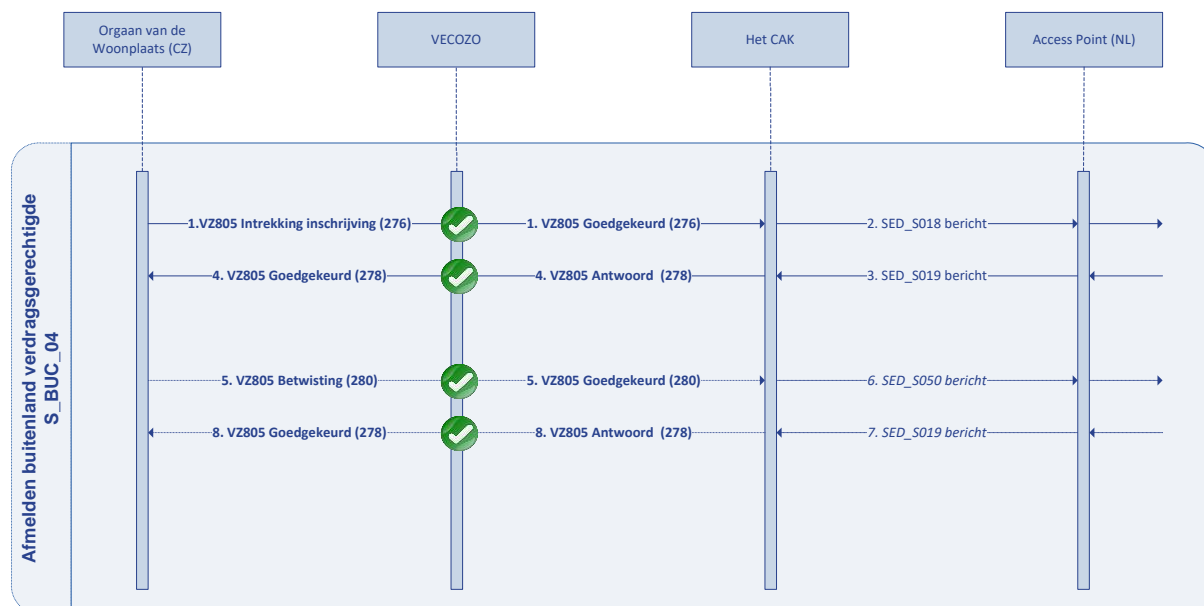 Orgaan van de
Woonplaats (CZ)
VECOZO
Het CAK
Access Point (NL)
Afmelden buitenland verdragsgerechtigde
S_BUC_04
1.VZ805 Intrekking inschrijving (276)
1. VZ805 Goedgekeurd (276)
2. SED_S018 bericht
4. VZ805 Goedgekeurd (278)
4. VZ805 Antwoord (278)
3. SED_S019 bericht
5. VZ805 Betwisting (280)
5. VZ805 Goedgekeurd (280)
6. SED_S050 bericht
8. VZ805 Goedgekeurd (278)
8. VZ805 Antwoord (278)
7. SED_S019 bericht